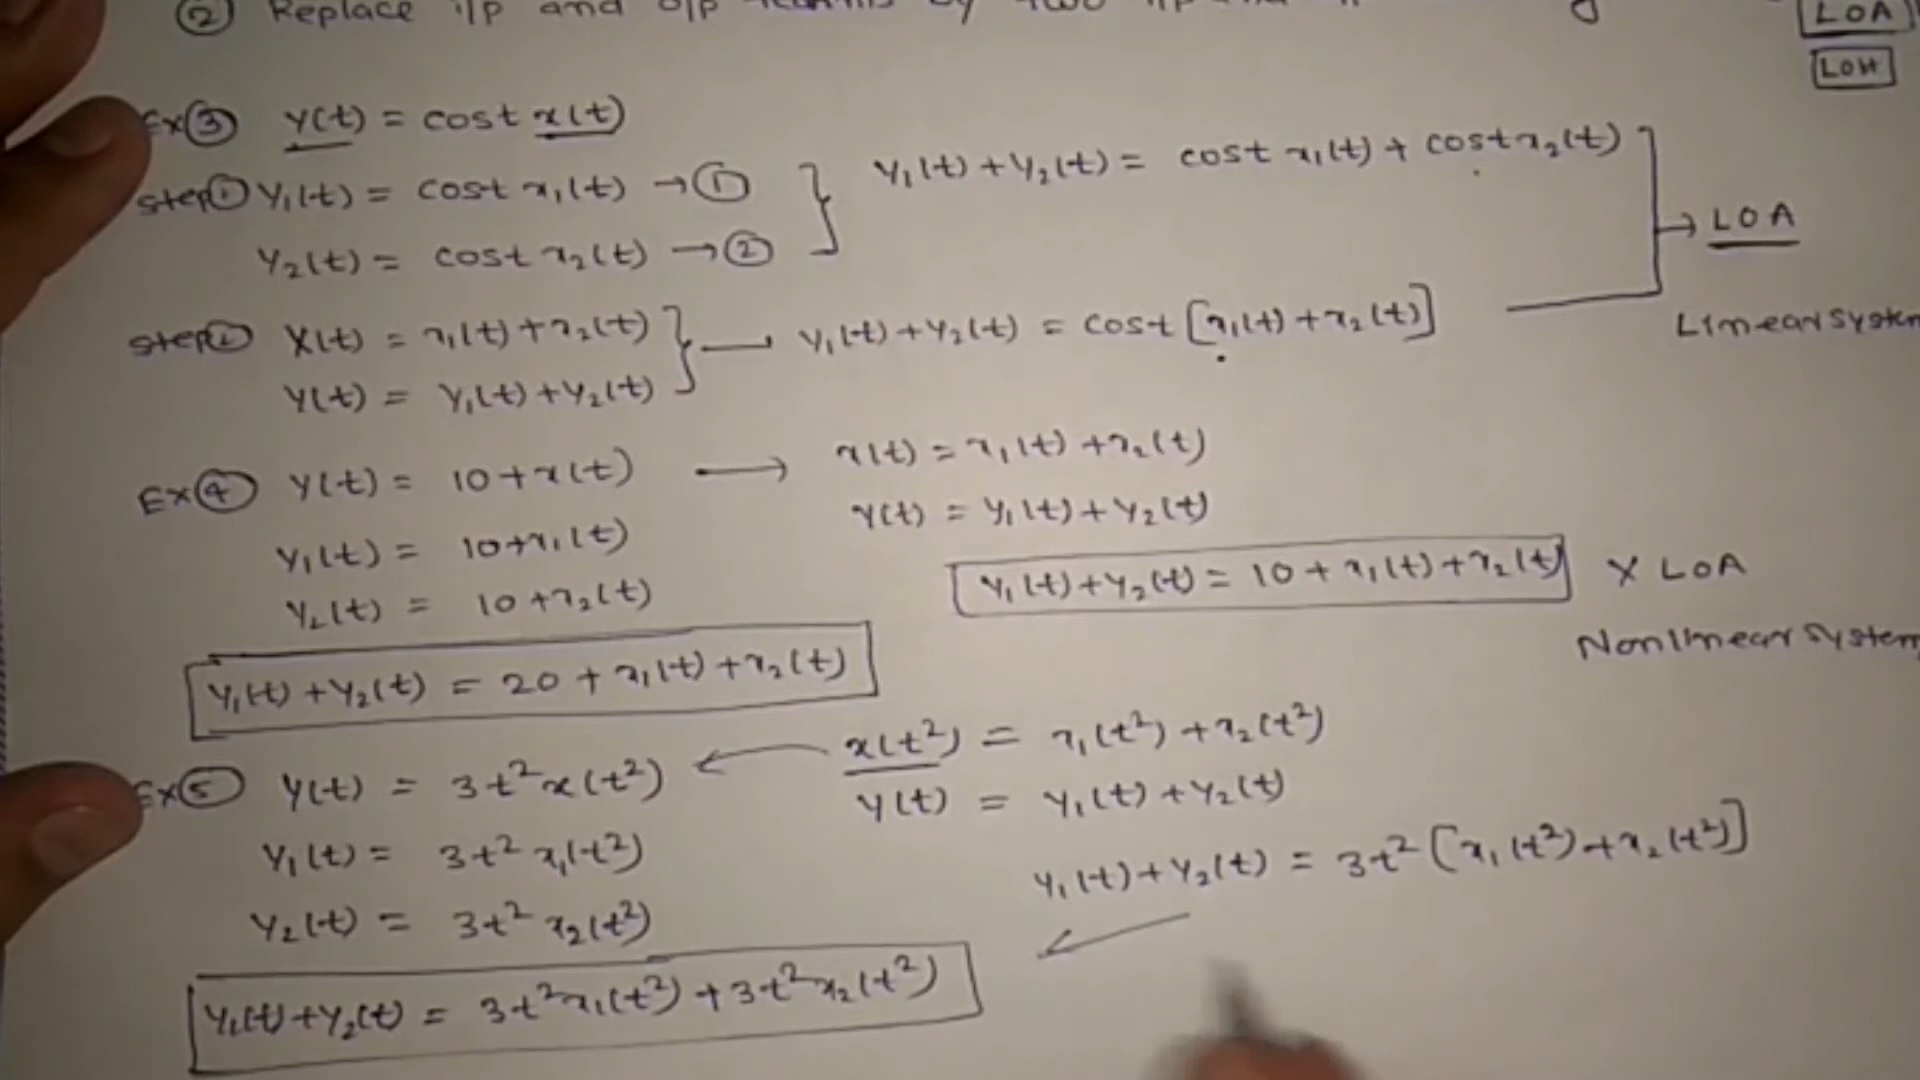 ② Replace i/p and o/p
LOA
LOH
Ex③ y(t) = cost x(t)
Step① y₁(t) = cost x₁(t) → ①
y₂(t) = cost x₂(t) → ②
y₁(t) + y₂(t) = cost x₁(t) + cost x₂(t)
→ LOA
Step② x(t) = x₁(t) + x₂(t)
y(t) = y₁(t) + y₂(t)
y₁(t) + y₂(t) = cost [x₁(t) + x₂(t)]
Linear System
Ex④ y(t) = 10 + x(t) →
y₁(t) = 10 + x₁(t)
y₂(t) = 10 + x₂(t)
y₁(t) + y₂(t) = 20 + x₁(t) + x₂(t)
x(t) = x₁(t) + x₂(t)
y(t) = y₁(t) + y₂(t)
y₁(t) + y₂(t) = 10 + x₁(t) + x₂(t) X LOA
Nonlinear System
Ex⑤ y(t) = 3t² x(t²) ←
y₁(t) = 3t² x₁(t²)
y₂(t) = 3t² x₂(t²)
y₁(t) + y₂(t) = 3t² x₁(t²) + 3t² x₂(t²)
x(t²) = x₁(t²) + x₂(t²)
y(t) = y₁(t) + y₂(t)
y₁(t) + y₂(t) = 3t² [x₁(t²) + x₂(t²)]